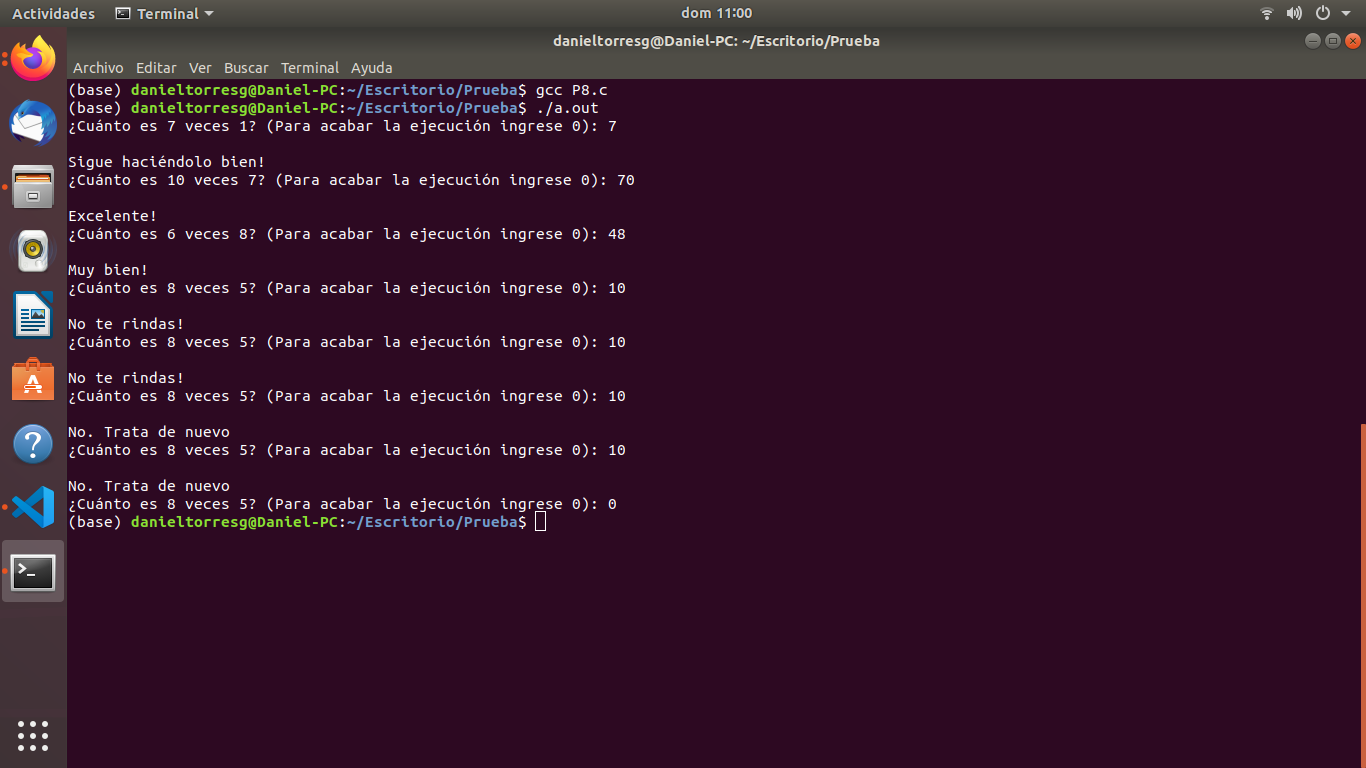 Actividades Terminal dom 11:00
danieltorresg@Daniel-PC: ~/Escritorio/Prueba
Archivo Editar Ver Buscar Terminal Ayuda
(base) danieltorresg@Daniel-PC:~/Escritorio/Prueba$ gcc P8.c
(base) danieltorresg@Daniel-PC:~/Escritorio/Prueba$ ./a.out
¿Cuánto es 7 veces 1? (Para acabar la ejecución ingrese 0): 7
Sigue haciéndolo bien!
¿Cuánto es 10 veces 7? (Para acabar la ejecución ingrese 0): 70
Excelente!
¿Cuánto es 6 veces 8? (Para acabar la ejecución ingrese 0): 48
Muy bien!
¿Cuánto es 8 veces 5? (Para acabar la ejecución ingrese 0): 10
No te rindas!
¿Cuánto es 8 veces 5? (Para acabar la ejecución ingrese 0): 10
No te rindas!
¿Cuánto es 8 veces 5? (Para acabar la ejecución ingrese 0): 10
No. Trata de nuevo
¿Cuánto es 8 veces 5? (Para acabar la ejecución ingrese 0): 10
No. Trata de nuevo
¿Cuánto es 8 veces 5? (Para acabar la ejecución ingrese 0): 0
(base) danieltorresg@Daniel-PC:~/Escritorio/Prueba$